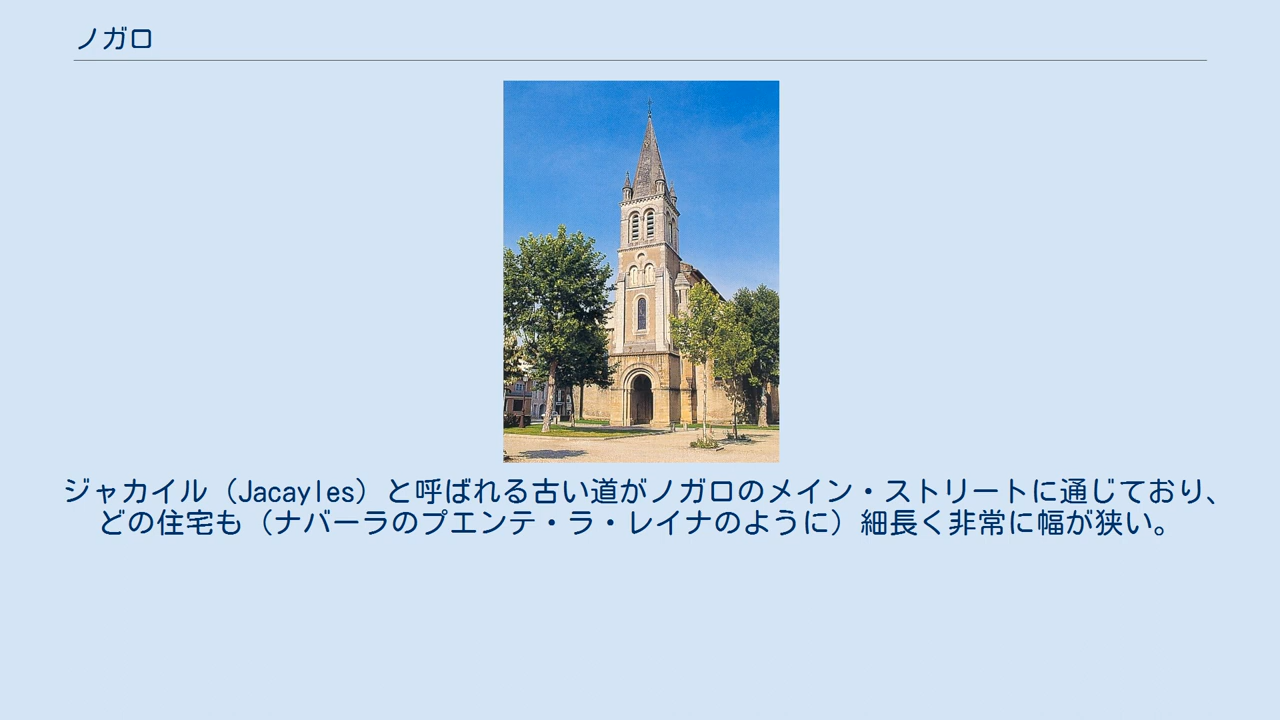 ノガロ
ジャカイル（Jacayles）と呼ばれる古い道がノガロのメイン・ストリートに通じており、
どの住宅も（ナバーラのプエンテ・ラ・レイナのように）細長く非常に幅が狭い。